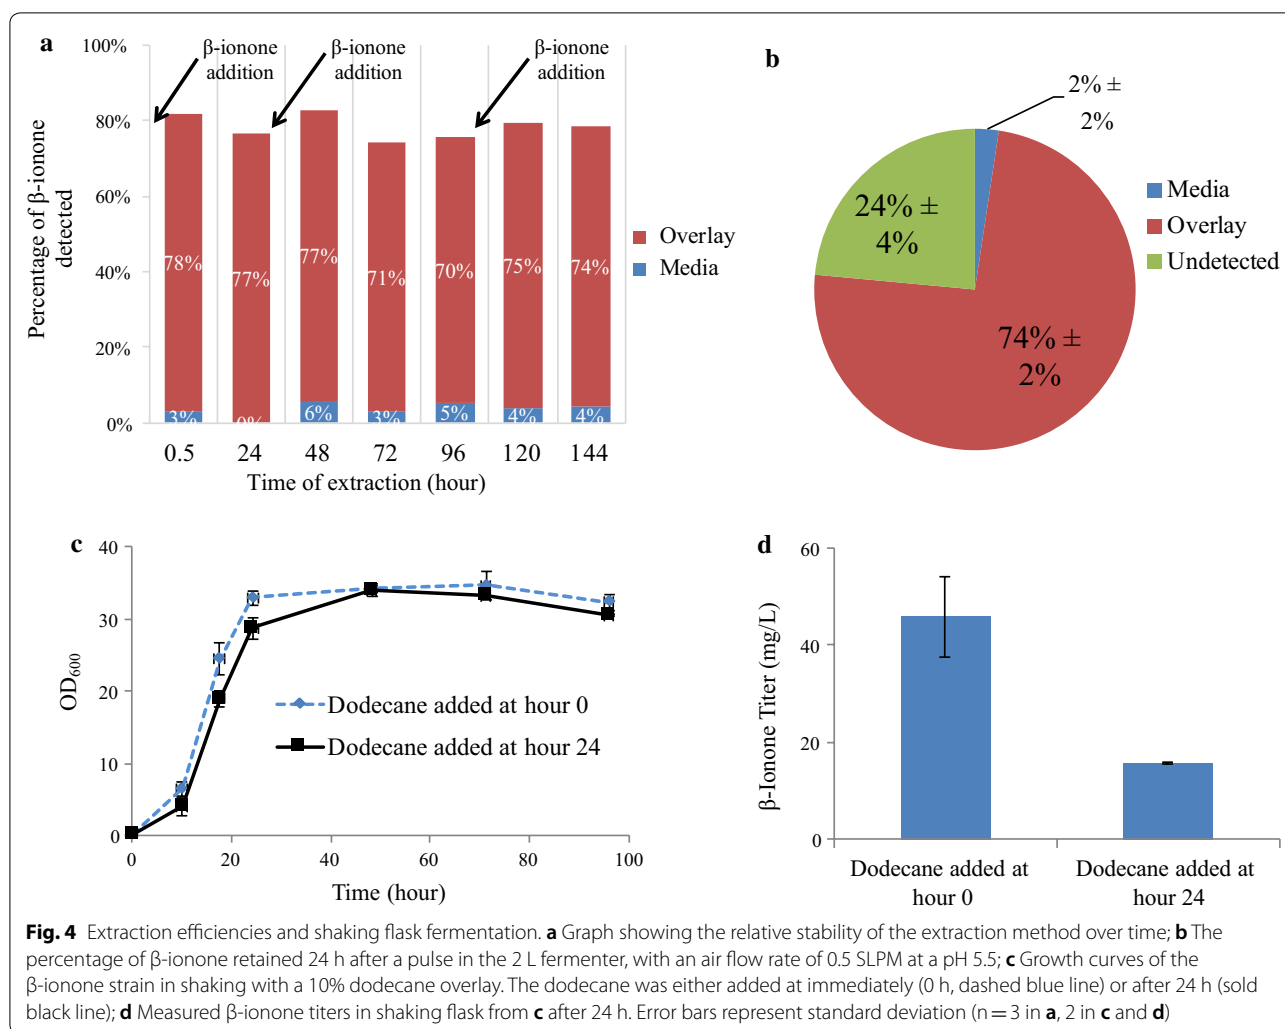 a
100%
80%
60%
40%
20%
0%
Percentage of β-ionone
detected
β-ionone
addition
β-ionone
addition
β-ionone
addition
78%
77%
77%
71%
70%
75%
74%
3%
0%
6%
3%
5%
4%
4%
0.5 24 48 72 96 120 144
Time of extraction (hour)
Overlay
Media
b
2% ±
2%
24% ±
4%
74% ±
2%
Media
Overlay
Undetected
c
40
30
20
10
0
OD600
Dodecane added at hour 0
Dodecane added at hour 24
0 20 40 60 80 100
Time (hour)
d
60
40
20
0
β-Ionone Titer (mg/L)
Dodecane added at
hour 0
Dodecane added at
hour 24
Fig. 4 Extraction efficiencies and shaking flask fermentation. a Graph showing the relative stability of the extraction method over time; b The
percentage of β-ionone retained 24 h after a pulse in the 2 L fermenter, with an air flow rate of 0.5 SLPM at a pH 5.5; c Growth curves of the
β-ionone strain in shaking with a 10% dodecane overlay. The dodecane was either added at immediately (0 h, dashed blue line) or after 24 h (sold
black line); d Measured β-ionone titers in shaking flask from c after 24 h. Error bars represent standard deviation (n = 3 in a, 2 in c and d)